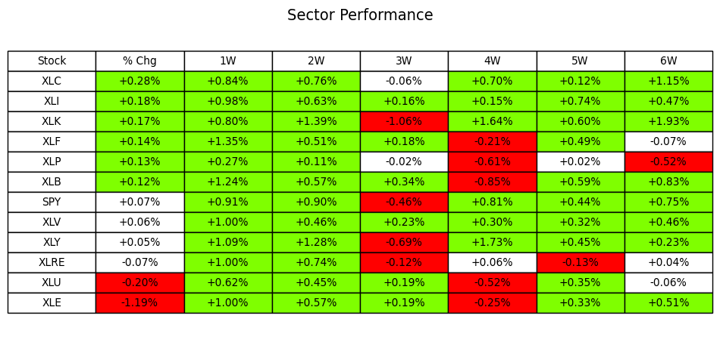 Sector Performance
Stock % Chg 1W 2W 3W 4W 5W 6W
XLC +0.28% +0.84% +0.76% -0.06% +0.70% +0.12% +1.15%
XLI +0.18% +0.98% +0.63% +0.16% +0.15% +0.74% +0.47%
XLK +0.17% +0.80% +1.39% -1.06% +1.64% +0.60% +1.93%
XLF +0.14% +1.35% +0.51% +0.18% -0.21% +0.49% -0.07%
XLP +0.13% +0.27% +0.11% -0.02% -0.61% +0.02% -0.52%
XLB +0.12% +1.24% +0.57% +0.34% -0.85% +0.59% +0.83%
SPY +0.07% +0.91% +0.90% -0.46% +0.81% +0.44% +0.75%
XLV +0.06% +1.00% +0.46% +0.23% +0.30% +0.32% +0.46%
XLY +0.05% +1.09% +1.28% -0.69% +1.73% +0.45% +0.23%
XLRE -0.07% +1.00% +0.74% -0.12% +0.06% -0.13% +0.04%
XLU -0.20% +0.62% +0.45% +0.19% -0.52% +0.35% -0.06%
XLE -1.19% +1.00% +0.57% +0.19% -0.25% +0.33% +0.51%